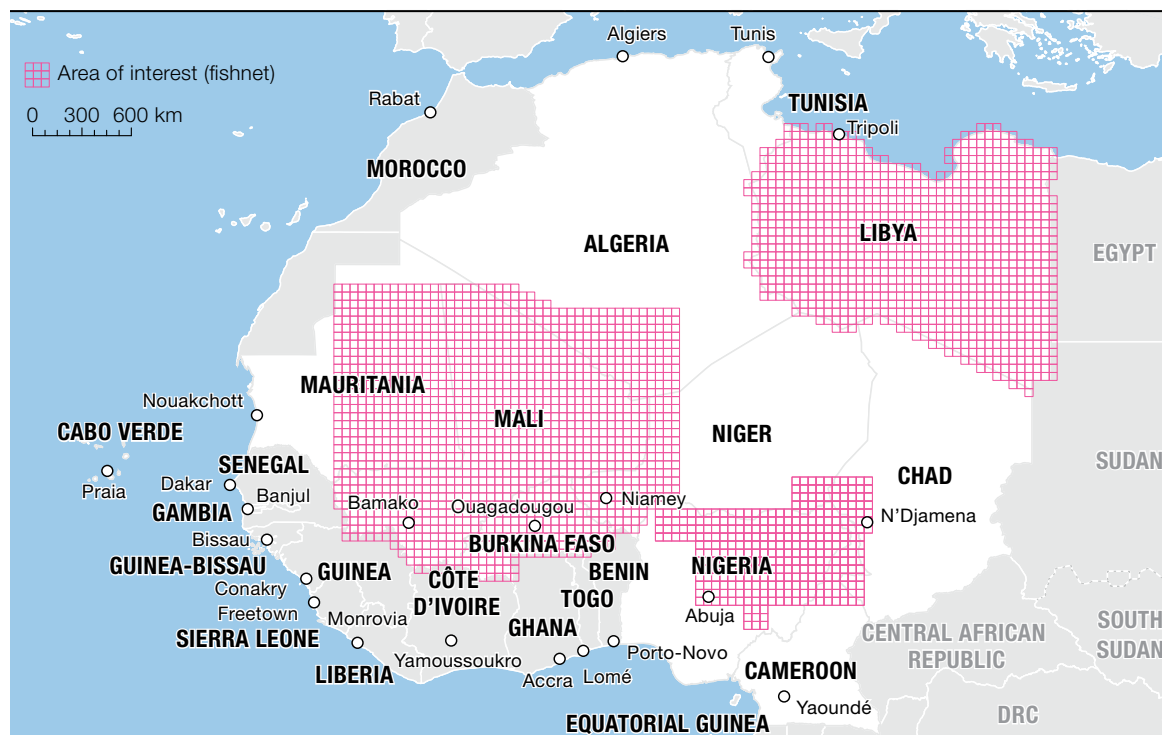 Algiers
Tunis
Area of interest (fishnet)
0 300 600 km
Rabat
TUNISIA
Tripoli
MOROCCO
ALGERIA
LIBYA
EGYPT
MAURITANIA
Nouakchott
MALI
CABO VERDE
NIGER
SENEGAL
CHAD
SUDAN
Praia
Dakar
Banjul
Bamako
Ouagadougou
Niamey
GAMBIA
N'Djamena
Bissau
BURKINA FASO
GUINEA-BISSAU
GUINEA
CÔTE
D'IVOIRE
BENIN
NIGERIA
Conakry
TOGO
Freetown
Monrovia
GHANA
Abuja
SIERRA LEONE
CENTRAL AFRICAN
REPUBLIC
SOUTH
SUDAN
LIBERIA
Yamoussoukro
Accra
Lomé
Porto-Novo
CAMEROON
Yaoundé
EQUATORIAL GUINEA
DRC